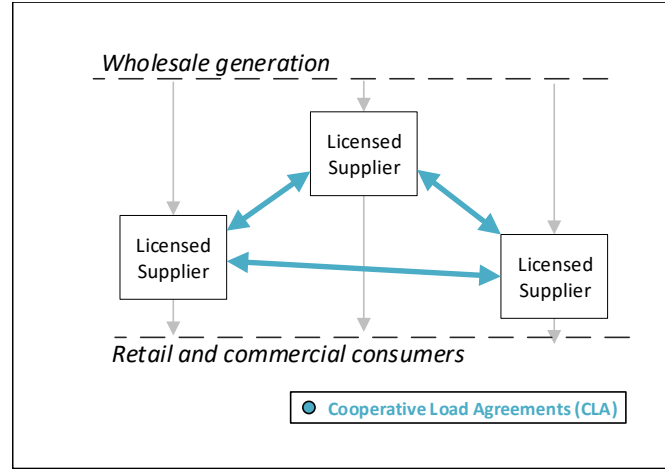 Wholesale generation
Licensed
Supplier
Licensed
Supplier
Licensed
Supplier
Retail and commercial consumers
Cooperative Load Agreements (CLA)